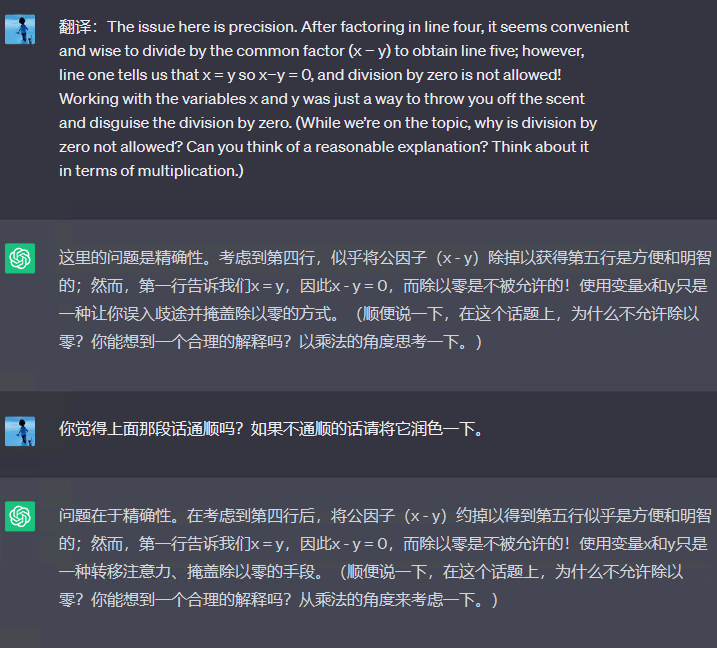 翻译：The issue here is precision. After factoring in line four, it seems convenient
and wise to divide by the common factor (x – y) to obtain line five; however,
line one tells us that x = y so x–y = 0, and division by zero is not allowed!
Working with the variables x and y was just a way to throw you off the scent
and disguise the division by zero. (While we’re on the topic, why is division by
zero not allowed? Can you think of a reasonable explanation? Think about it
in terms of multiplication.)
这里的问题是精确性。考虑到第四行，似乎将公因子（x - y）除掉以获得第五行是方便和明智
的；然而，第一行告诉我们x = y，因此x - y = 0，而除以零是不被允许的！使用变量x和y只是
一种让你误入歧途并掩盖除以零的方式。（顺便说一下，在这个话题上，为什么不允许除以
零？你能想到一个合理的解释吗？以乘法的角度思考一下。）
你觉得上面那段话通顺吗？如果不通顺的话请将它润色一下。
问题在于精确性。在考虑到第四行后，将公因子（x - y）约掉以得到第五行似乎是方便和明智
的；然而，第一行告诉我们x = y，因此x - y = 0，而除以零是不被允许的！使用变量x和y只是
一种转移注意力、掩盖除以零的手段。（顺便说一下，在这个话题上，为什么不允许除以
零？你能想到一个合理的解释吗？从乘法的角度来考虑一下。）